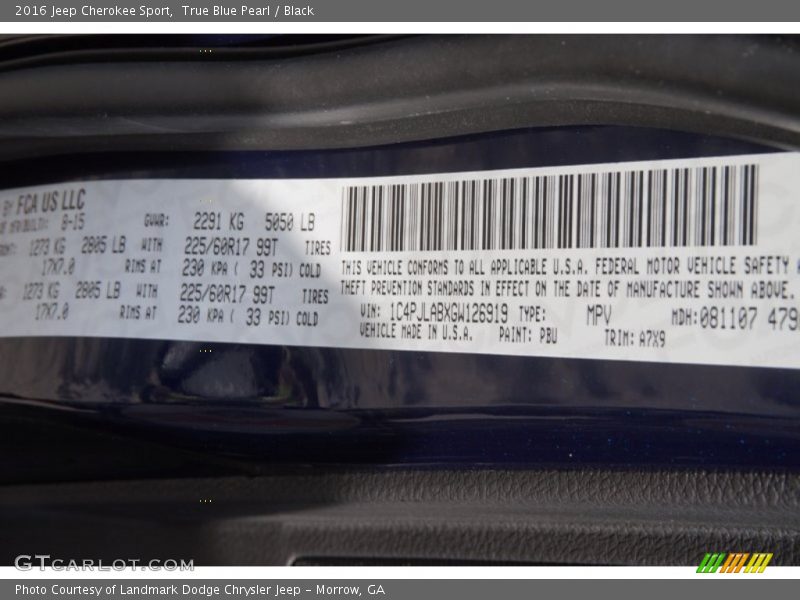 2016 Jeep Cherokee Sport, True Blue Pearl / Black
BY FCA US LLC
8-15 GVWR: 2291 KG 5050 LB
1273 KG 2805 LB WITH 225/60R17 99T TIRES
17X7.0 RIMS AT 230 KPA ( 33 PSI) COLD
1273 KG 2805 LB WITH 225/60R17 99T TIRES
17X7.0 RIMS AT 230 KPA ( 33 PSI) COLD
THIS VEHICLE CONFORMS TO ALL APPLICABLE U.S.A. FEDERAL MOTOR VEHICLE SAFETY
THEFT PREVENTION STANDARDS IN EFFECT ON THE DATE OF MANUFACTURE SHOWN ABOVE.
VIN: 1C4PJLABXGW126919 TYPE: MPV MDH:081107 479
VEHICLE MADE IN U.S.A. PAINT: PBU TRIM: A7X9
GTCARLOT.COM
Photo Courtesy of Landmark Dodge Chrysler Jeep – Morrow, GA